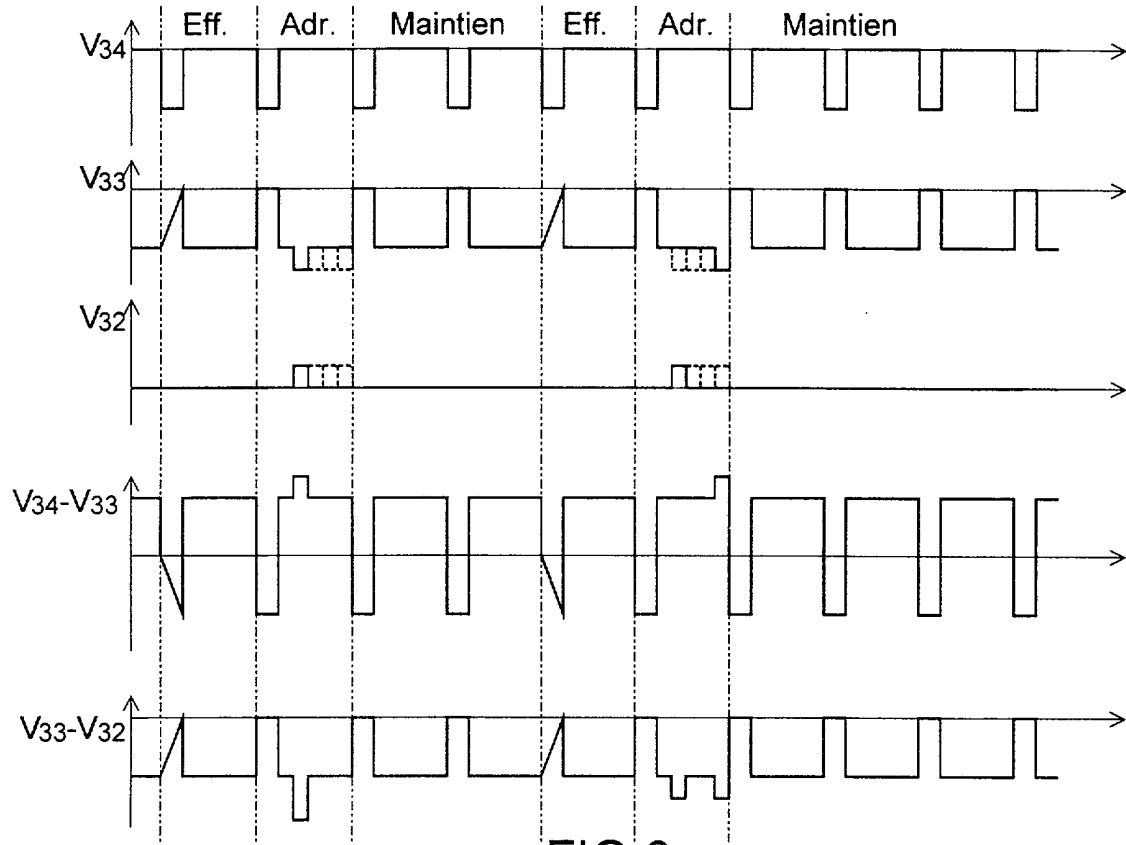 Eff. Adr. Maintien Eff. Adr. Maintien
V34
V33
V32
V34-V33
V33-V32